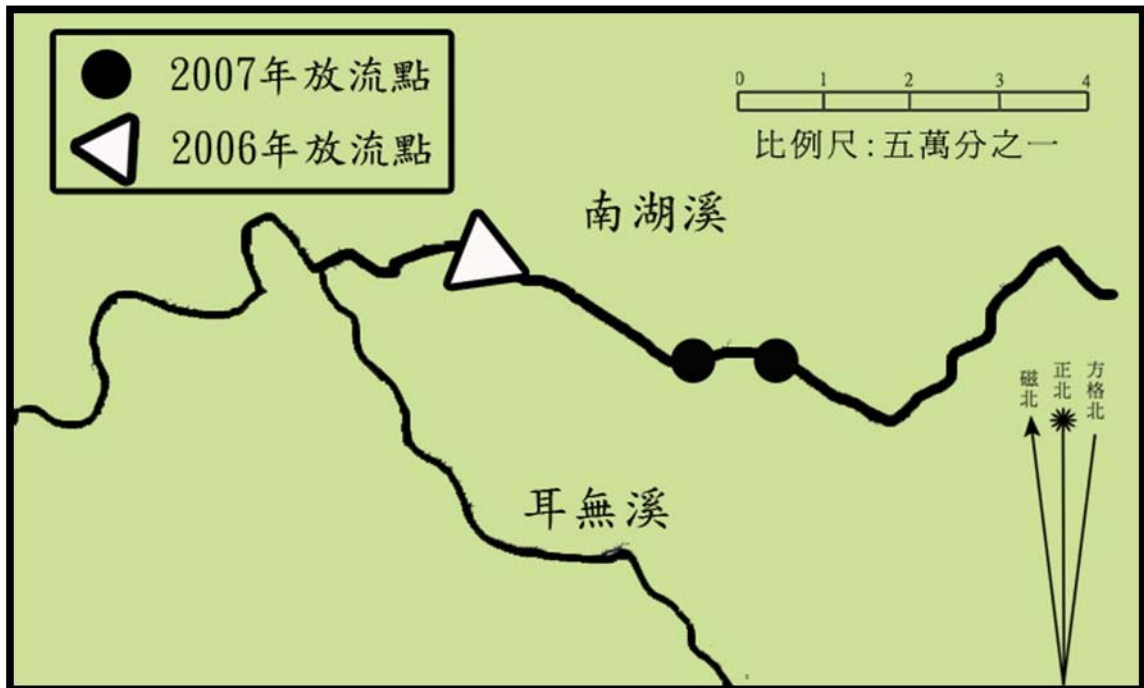 2007年放流點
2006年放流點
0 1 2 3 4
比例尺:五萬分之一
南湖溪
耳無溪
磁北
正北
方格北